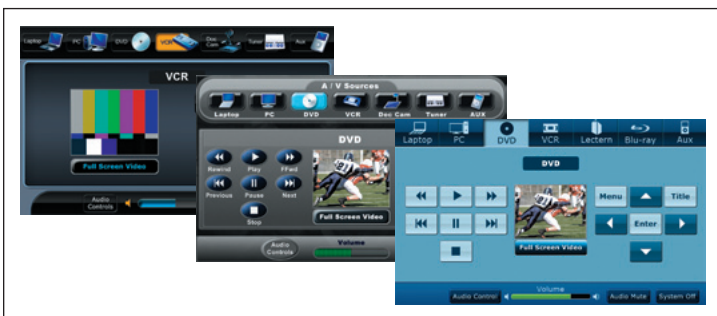 Laptop PC DVD VCR Doc Cam Tuner Aux
VCR
Full Screen Video
Audio Controls
A / V Sources
Laptop PC DVD VCR Doc Cam Tuner AUX
DVD
Rewind Play FFwd
Previous Pause Next
Stop
Full Screen Video
Audio Controls
Volume
Laptop PC DVD VCR Lectern Blu-ray Aux
DVD
Menu Title
Enter
Full Screen Video
Volume
Audio Control Audio Mute System Off